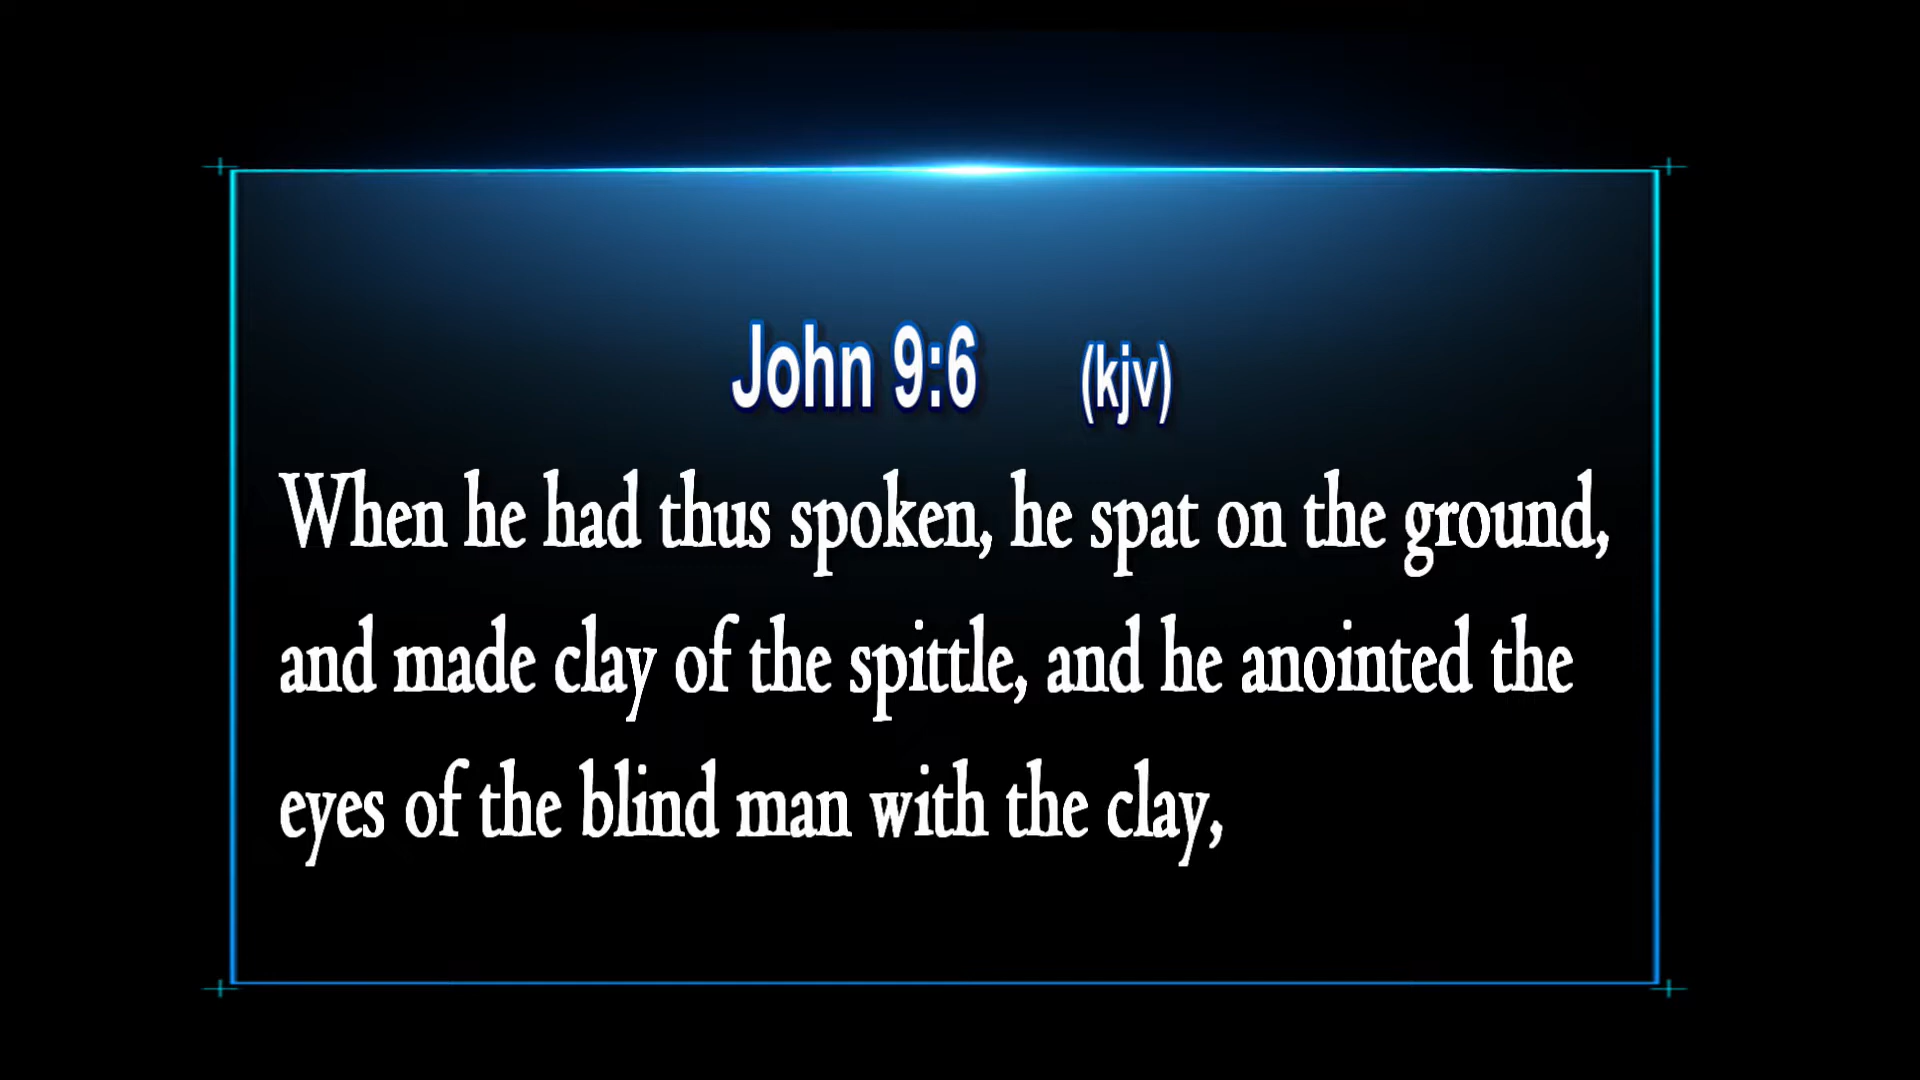 John 9:6 (kjv)
When he had thus spoken, he spat on the ground,
and made clay of the spittle, and he anointed the
eyes of the blind man with the clay,